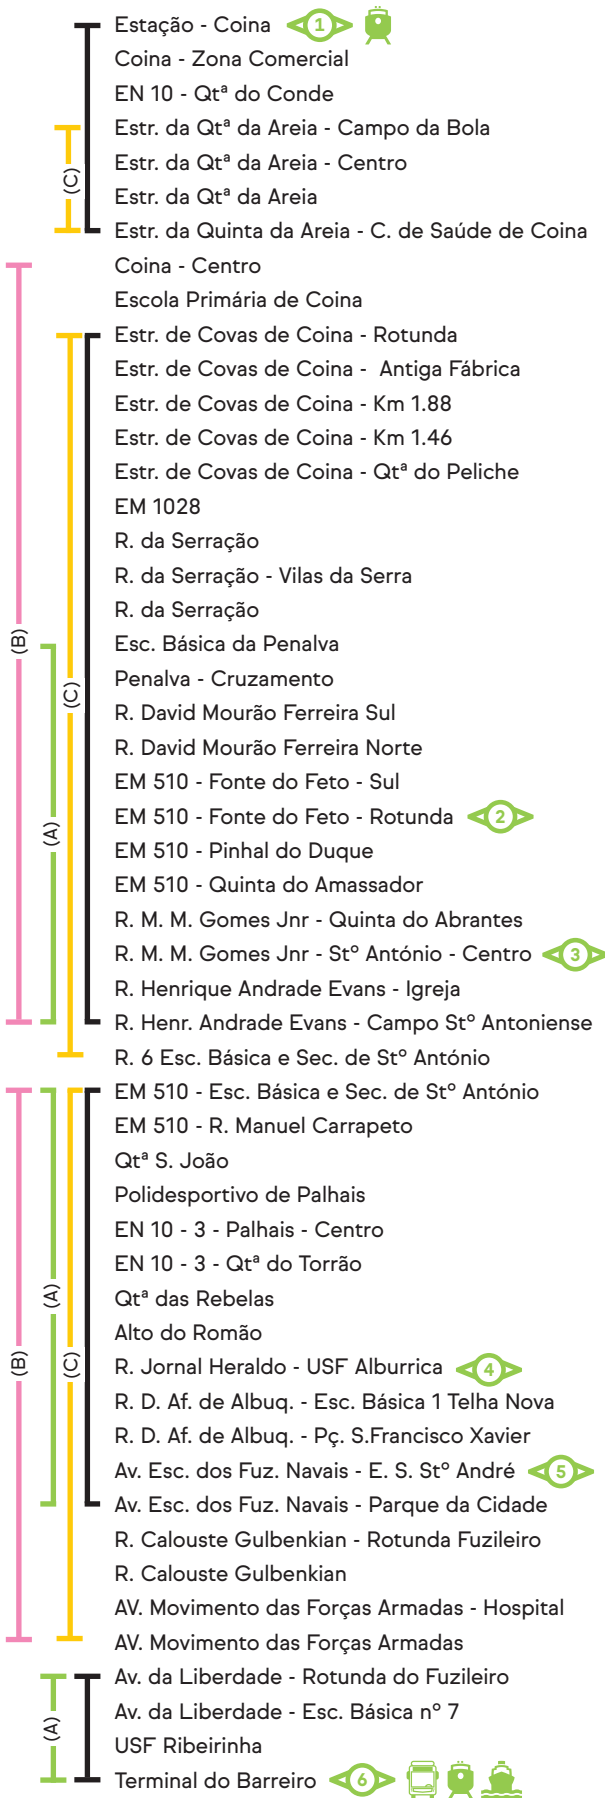 Estação - Coina 1
Coina - Zona Comercial
EN 10 - Qtª do Conde
Estr. da Qtª da Areia - Campo da Bola
Estr. da Qtª da Areia - Centro
(C)
Estr. da Qtª da Areia
Estr. da Quinta da Areia - C. de Saúde de Coina
Coina - Centro
Escola Primária de Coina
Estr. de Covas de Coina - Rotunda
Estr. de Covas de Coina - Antiga Fábrica
Estr. de Covas de Coina - Km 1.88
Estr. de Covas de Coina - Km 1.46
Estr. de Covas de Coina - Qtª do Peliche
EM 1028
R. da Serração
R. da Serração - Vilas da Serra
R. da Serração
(B)
Esc. Básica da Penalva
Penalva - Cruzamento
(C)
R. David Mourão Ferreira Sul
R. David Mourão Ferreira Norte
EM 510 - Fonte do Feto - Sul
EM 510 - Fonte do Feto - Rotunda 2
(A)
EM 510 - Pinhal do Duque
EM 510 - Quinta do Amassador
R. M. M. Gomes Jnr - Quinta do Abrantes
R. M. M. Gomes Jnr - Stº António - Centro 3
R. Henrique Andrade Evans - Igreja
R. Henr. Andrade Evans - Campo Stº Antoniense
R. 6 Esc. Básica e Sec. de Stº António
EM 510 - Esc. Básica e Sec. de Stº António
EM 510 - R. Manuel Carrapeto
Qtª S. João
Polidesportivo de Palhais
EN 10 - 3 - Palhais - Centro
EN 10 - 3 - Qtª do Torrão
(A)
Qtª das Rebelas
Alto do Romão
(B)
(C)
R. Jornal Heraldo - USF Alburrica 4
R. D. Af. de Albuq. - Esc. Básica 1 Telha Nova
R. D. Af. de Albuq. - Pç. S.Francisco Xavier
Av. Esc. dos Fuz. Navais - E. S. Stº André 5
Av. Esc. dos Fuz. Navais - Parque da Cidade
R. Calouste Gulbenkian - Rotunda Fuzileiro
R. Calouste Gulbenkian
AV. Movimento das Forças Armadas - Hospital
AV. Movimento das Forças Armadas
Av. da Liberdade - Rotunda do Fuzileiro
Av. da Liberdade - Esc. Básica nº 7
(A)
USF Ribeirinha
Terminal do Barreiro 6